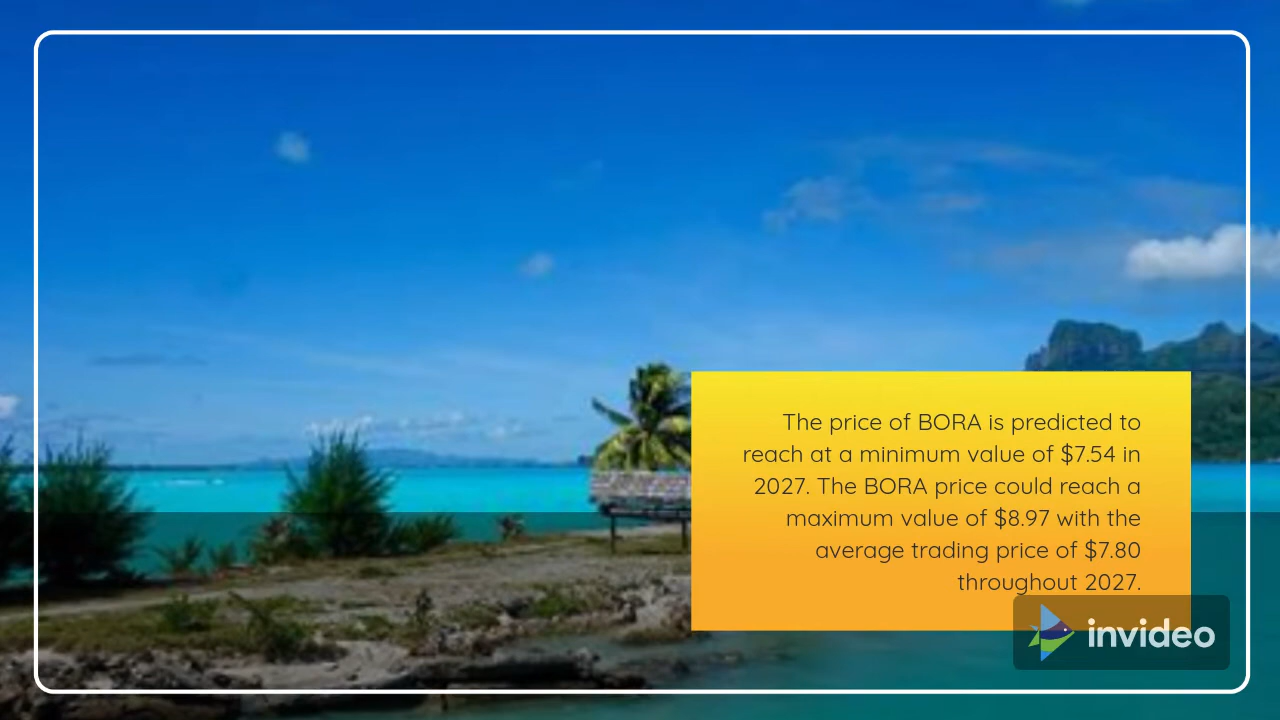 The price of BORA is predicted to
reach at a minimum value of $7.54 in
2027. The BORA price could reach a
maximum value of $8.97 with the
average trading price of $7.80
throughout 2027.
invideo